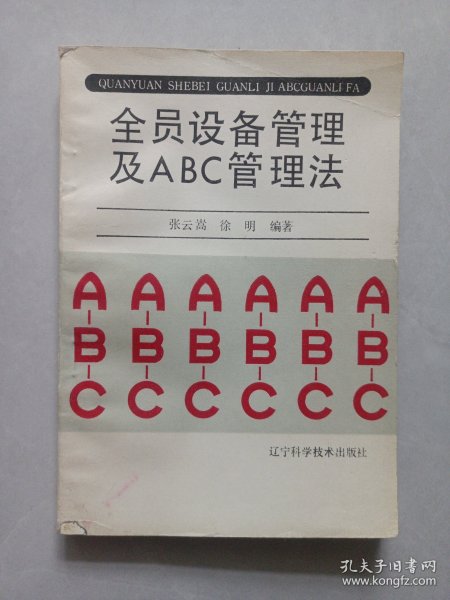 QUANYUAN SHEBEI GUANLI JI ABCGUANLI FA
全员设备管理
及ABC管理法
张云嵩 徐 明 编著
A A A A A A
B B B B B B
C C C C C C
辽宁科学技术出版社
孔夫子旧书网
www.kongfz.com